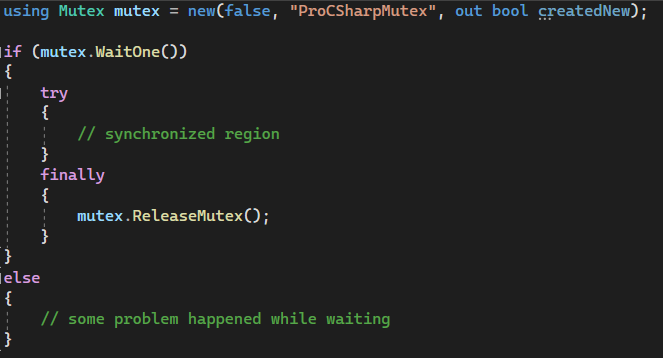 using Mutex mutex = new(false, "ProCSharpMutex", out bool createdNew);
if (mutex.WaitOne())
{
    try
    {
        // synchronized region
    }
    finally
    {
        mutex.ReleaseMutex();
    }
}
else
{
    // some problem happened while waiting
}